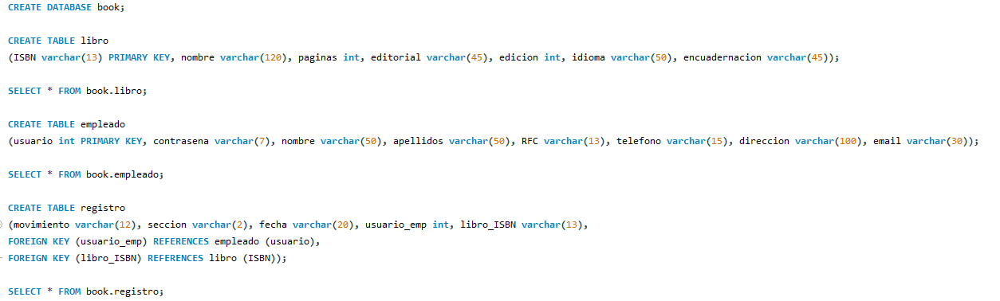 CREATE DATABASE book;
CREATE TABLE libro
(ISBN varchar(13) PRIMARY KEY, nombre varchar(120), paginas int, editorial varchar(45), edicion int, idioma varchar(50), encuadernacion varchar(45));
SELECT * FROM book.libro;
CREATE TABLE empleado
(usuario int PRIMARY KEY, contrasena varchar(7), nombre varchar(50), apellidos varchar(50), RFC varchar(13), telefono varchar(15), direccion varchar(100), email varchar(30));
SELECT * FROM book.empleado;
CREATE TABLE registro
(movimiento varchar(12), seccion varchar(2), fecha varchar(20), usuario_emp int, libro_ISBN varchar(13),
FOREIGN KEY (usuario_emp) REFERENCES empleado (usuario),
FOREIGN KEY (libro_ISBN) REFERENCES libro (ISBN));
SELECT * FROM book.registro;